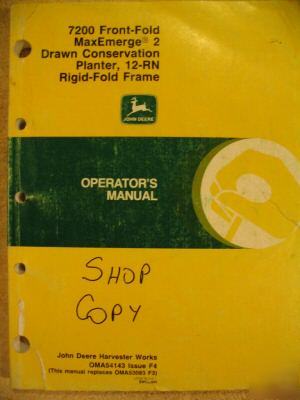 7200 Front-Fold
MaxEmerge® 2
Drawn Conservation
Planter, 12-RN
Rigid-Fold Frame
JOHN DEERE
OPERATOR'S
MANUAL
SHOP
COPY
John Deere Harvester Works
OMA54143 Issue F4
(This manual replaces OMA53083 F3)